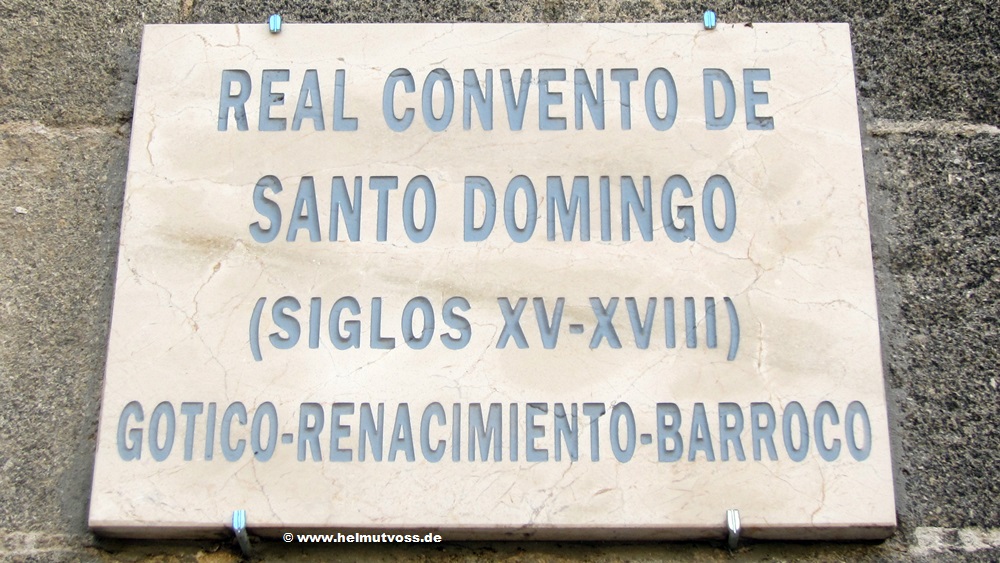 REAL CONVENTO DE
SANTO DOMINGO
(SIGLOS XV-XVIII)
GOTICO-RENACIMIENTO-BARROCO
© www.helmutvoss.de